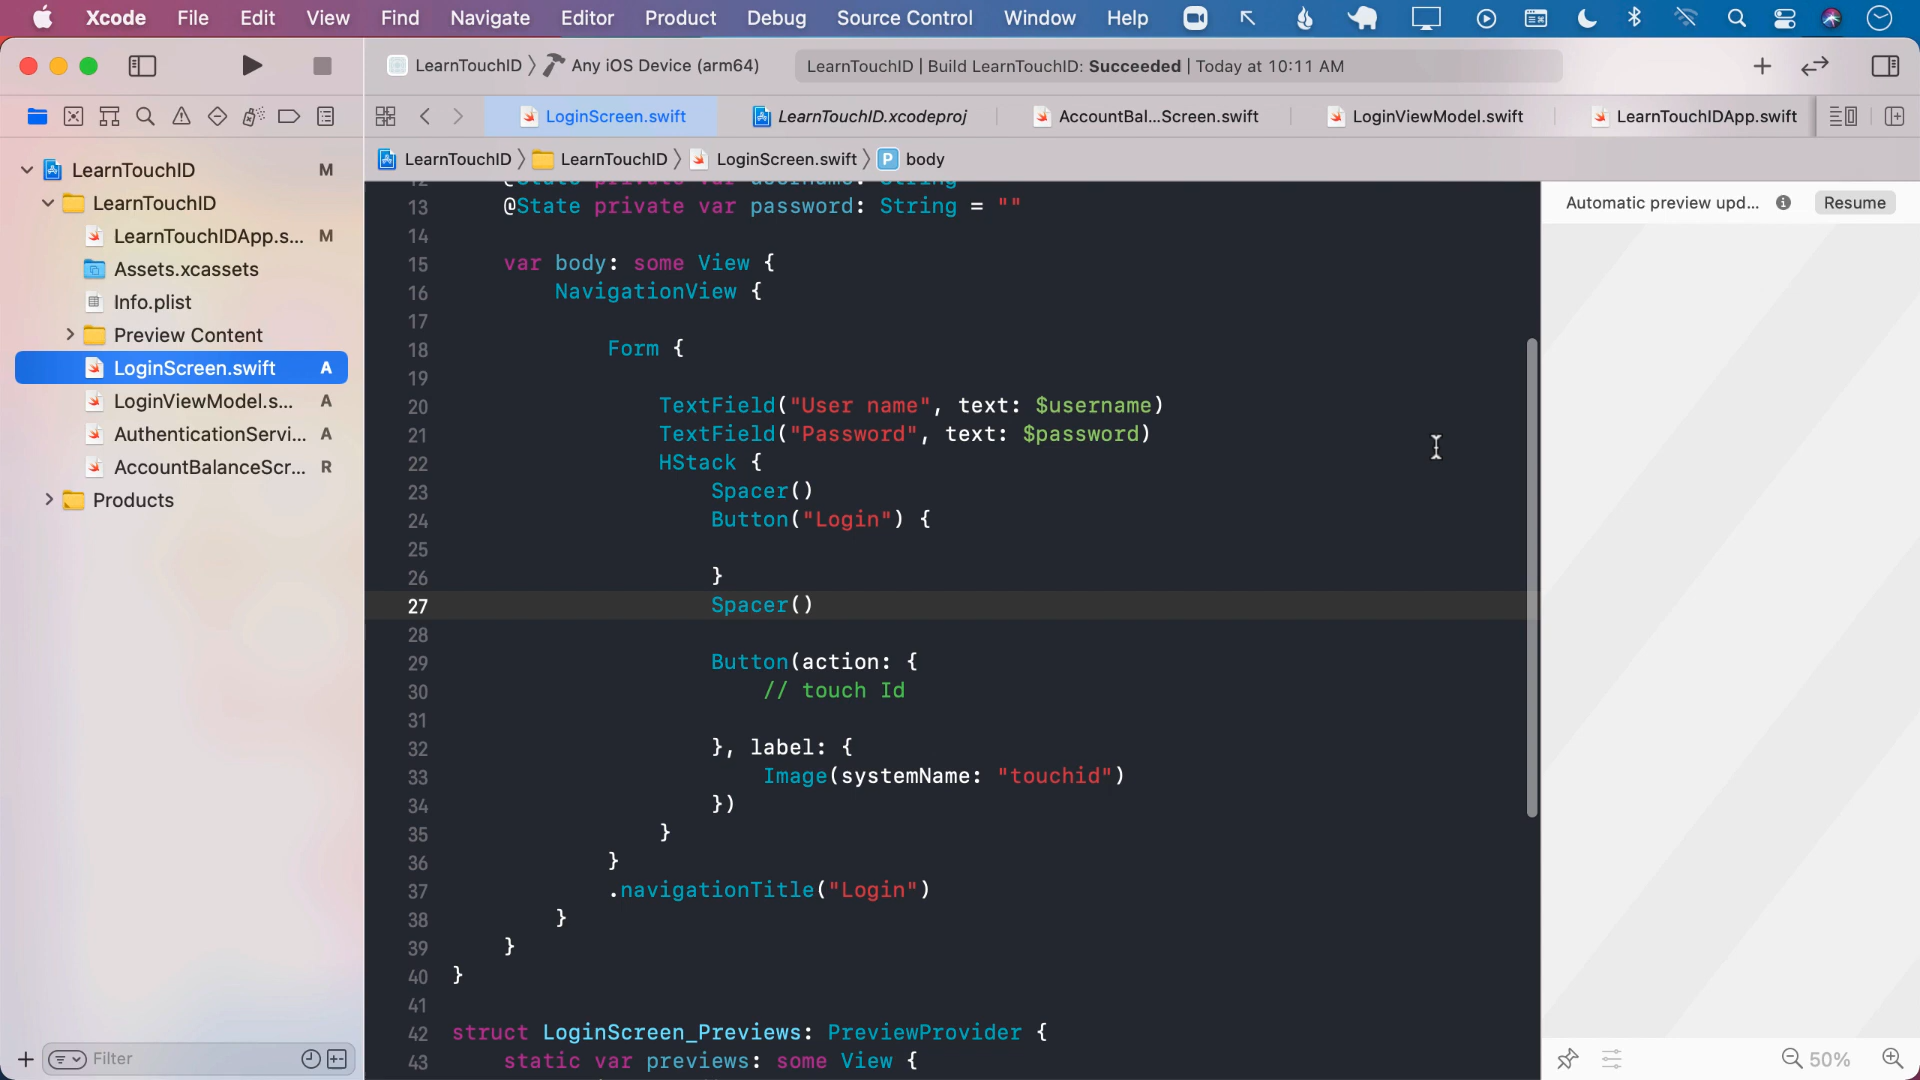 Xcode File Edit View Find Navigate Editor Product Debug Source Control Window Help
LearnTouchID Any iOS Device (arm64) LearnTouchID | Build LearnTouchID: Succeeded | Today at 10:11 AM
LoginScreen.swift LearnTouchID.xcodeproj AccountBal...Screen.swift LoginViewModel.swift LearnTouchIDApp.swift
LearnTouchID LearnTouchID LoginScreen.swift P body
LearnTouchID M
LearnTouchID
LearnTouchIDApp.s... M
Assets.xcassets
Info.plist
Preview Content
LoginScreen.swift A
LoginViewModel.s... A
AuthenticationServi... A
AccountBalanceScr... R
Products
Filter
12 @State private var username: String
13 @State private var password: String = ""
14
15 var body: some View {
16 NavigationView {
17
18 Form {
19
20 TextField("User name", text: $username)
21 TextField("Password", text: $password)
22 HStack {
23 Spacer()
24 Button("Login") {
25
26 }
27 Spacer()
28
29 Button(action: {
30 // touch Id
31
32 }, label: {
33 Image(systemName: "touchid")
34 })
35 }
36 }
37 .navigationTitle("Login")
38 }
39 }
40 }
41
42 struct LoginScreen_Previews: PreviewProvider {
43 static var previews: some View {
Automatic preview upd... Resume
50%